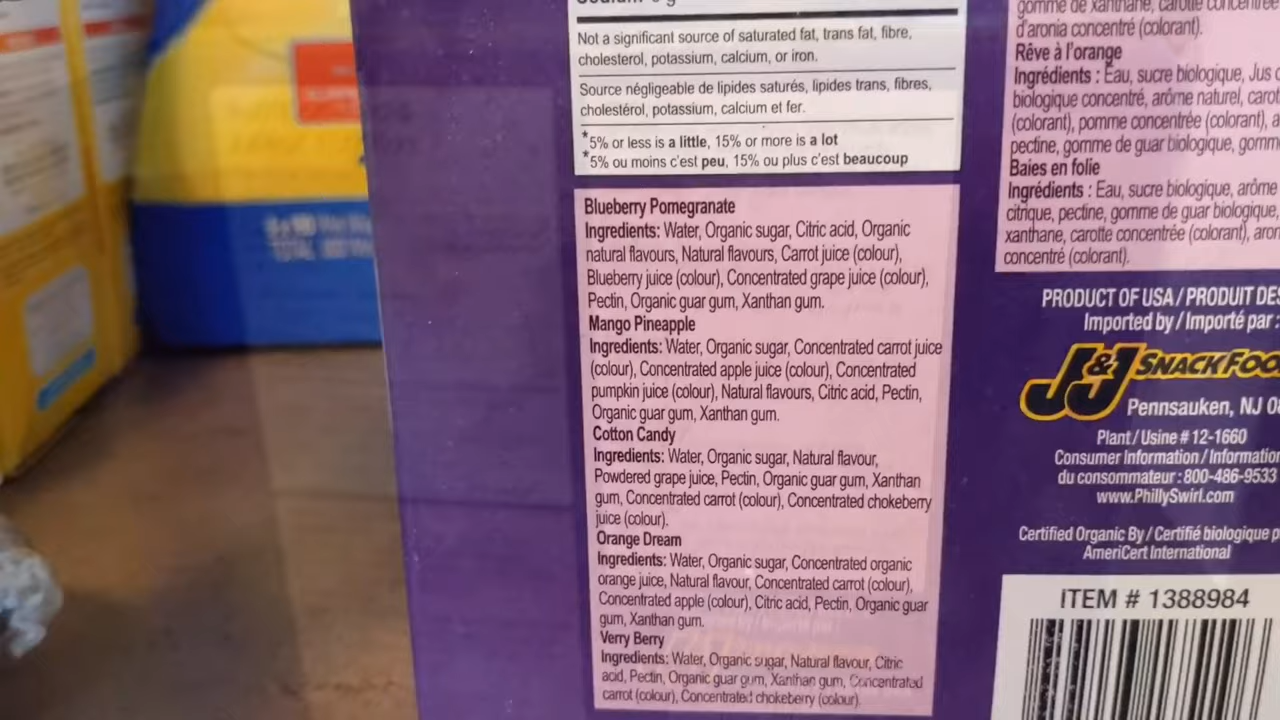 Not a significant source of saturated fat, trans fat, fibre,
cholesterol, potassium, calcium, or iron.
Source négligeable de lipides saturés, lipides trans, fibres,
cholestérol, potassium, calcium et fer.
*5% or less is a little, 15% or more is a lot
*5% ou moins c'est peu, 15% ou plus c'est beaucoup
Blueberry Pomegranate
Ingredients: Water, Organic sugar, Citric acid, Organic
natural flavours, Natural flavours, Carrot juice (colour),
Blueberry juice (colour), Concentrated grape juice (colour),
Pectin, Organic guar gum, Xanthan gum.
Mango Pineapple
Ingredients: Water, Organic sugar, Concentrated carrot juice
(colour), Concentrated apple juice (colour), Concentrated
pumpkin juice (colour), Natural flavours, Citric acid, Pectin,
Organic guar gum, Xanthan gum.
Cotton Candy
Ingredients: Water, Organic sugar, Natural flavour,
Powdered grape juice, Pectin, Organic guar gum, Xanthan
gum, Concentrated carrot (colour), Concentrated chokeberry
juice (colour).
Orange Dream
Ingredients: Water, Organic sugar, Concentrated organic
orange juice, Natural flavour, Concentrated carrot (colour),
Concentrated apple (colour), Citric acid, Pectin, Organic guar
gum, Xanthan gum.
Verry Berry
Ingredients: Water, Organic sugar, Natural flavour, Citric
acid, Pectin, Organic guar gum, Xanthan gum, Concentrated
carrot (colour), Concentrated chokeberry (colour).
gomme de xanthane, carotte
d'aronia concentré (colorant).
Rêve à l'orange
Ingrédients : Eau, sucre biologique, Jus
biologique concentré, arôme naturel,
(colorant), pomme concentrée (colorant),
pectine, gomme de guar biologique,
Baies en folie
Ingrédients : Eau, sucre biologique, arôme
citrique, pectine, gomme de guar biologique,
xanthane, carotte concentrée (colorant),
concentré (colorant).
PRODUCT OF USA / PRODUIT
Imported by / Importé par :
J&J SNACK
Pennsauken, NJ
Plant / Usine # 12-1660
Consumer Information / Information
du consommateur : 800-486-9533
www.PhillySwirl.com
Certified Organic By / Certifié biologique
AmeriCert International
ITEM # 1388984